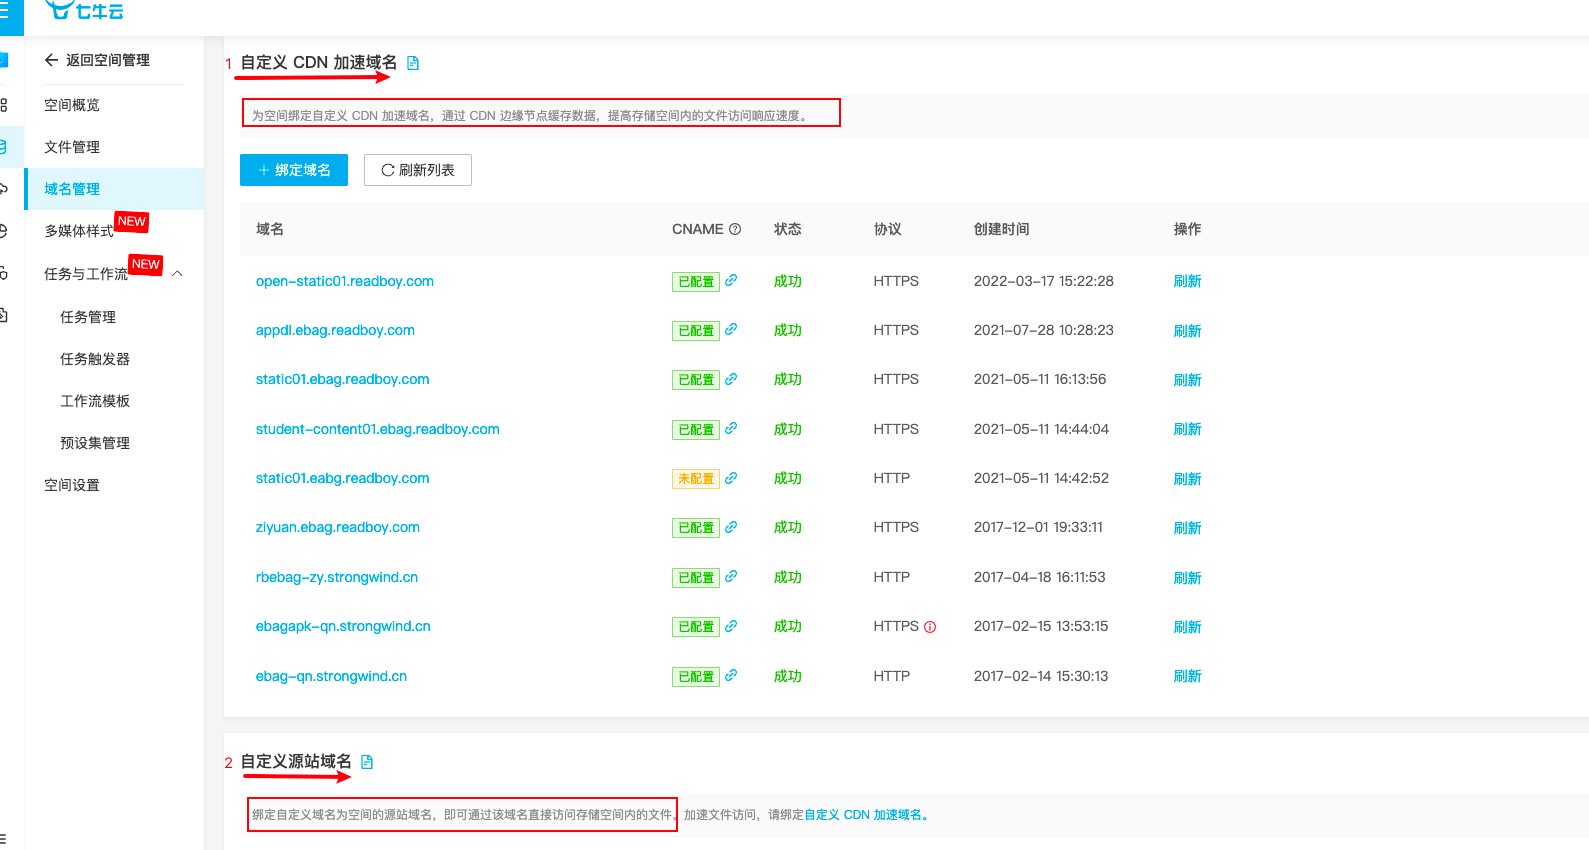 七牛云
返回空间管理
空间概览
文件管理
域名管理
多媒体样式 NEW
任务与工作流 NEW
任务管理
任务触发器
工作流模板
预设集管理
空间设置
1 自定义 CDN 加速域名
为空间绑定自定义 CDN 加速域名，通过 CDN 边缘节点缓存数据，提高存储空间内的文件访问响应速度。
+ 绑定域名 刷新列表
域名 CNAME 状态 协议 创建时间 操作
open-static01.readboy.com 已配置 成功 HTTPS 2022-03-17 15:22:28 刷新
appdl.ebag.readboy.com 已配置 成功 HTTPS 2021-07-28 10:28:23 刷新
static01.ebag.readboy.com 已配置 成功 HTTPS 2021-05-11 16:13:56 刷新
student-content01.ebag.readboy.com 已配置 成功 HTTPS 2021-05-11 14:44:04 刷新
static01.eabg.readboy.com 未配置 成功 HTTP 2021-05-11 14:42:52 刷新
ziyuan.ebag.readboy.com 已配置 成功 HTTPS 2017-12-01 19:33:11 刷新
rbebag-zy.strongwind.cn 已配置 成功 HTTP 2017-04-18 16:11:53 刷新
ebagapk-qn.strongwind.cn 已配置 成功 HTTPS 2017-02-15 13:53:15 刷新
ebag-qn.strongwind.cn 已配置 成功 HTTP 2017-02-14 15:30:13 刷新
2 自定义源站域名
绑定自定义域名为空间的源站域名，即可通过该域名直接访问存储空间内的文件。加速文件访问，请绑定自定义 CDN 加速域名。